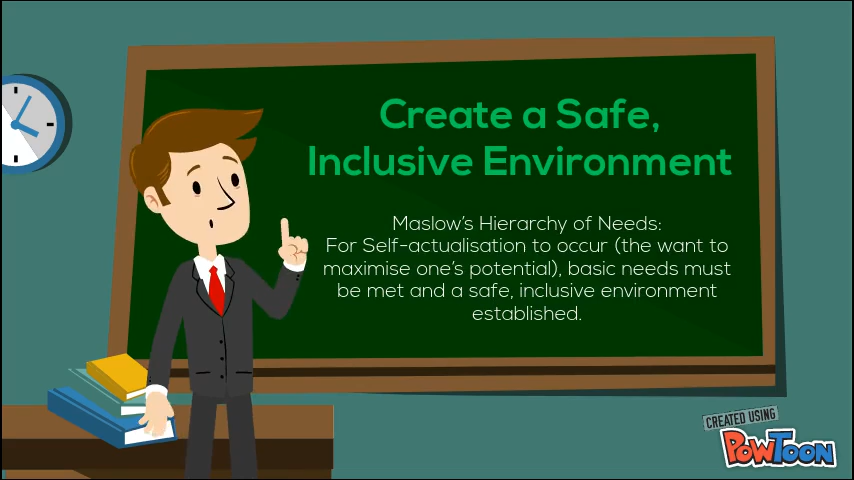 Create a Safe,
Inclusive Environment
Maslow's Hierarchy of Needs:
For Self-actualisation to occur (the want to
maximise one's potential), basic needs must
be met and a safe, inclusive environment
established.
CREATED USING
POWTOON